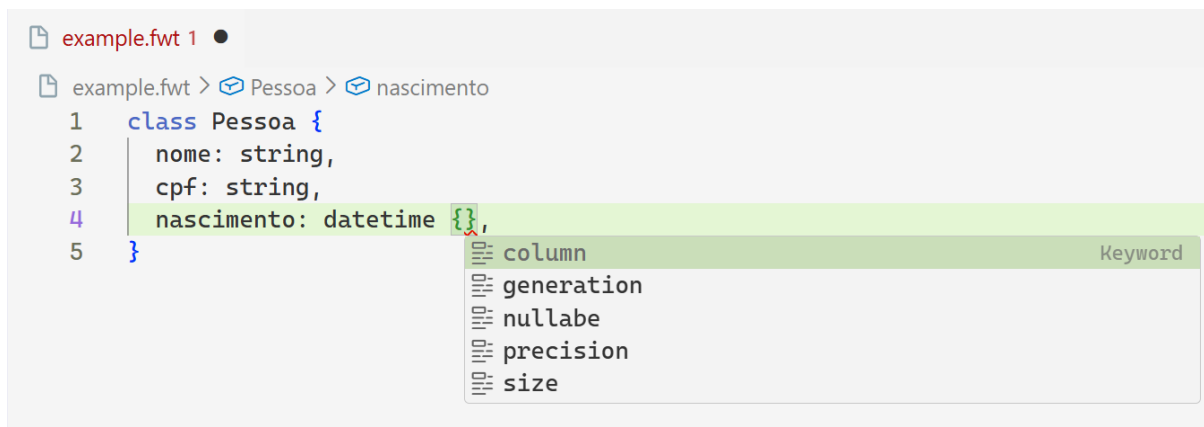 example.fwt 1 ●
example.fwt > Pessoa > nascimento
1 class Pessoa {
2 nome: string,
3 cpf: string,
4 nascimento: datetime {},
5 }
column Keyword
generation
nullabe
precision
size